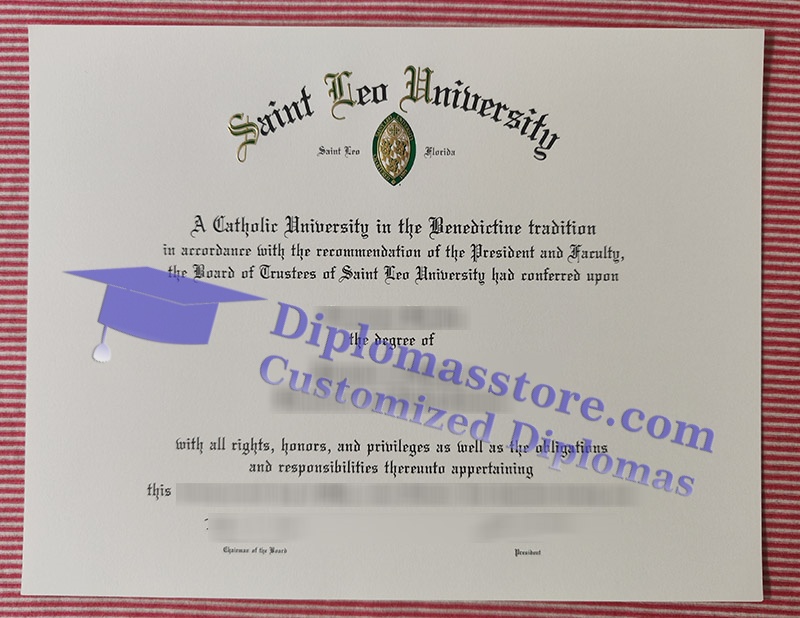 Saint Leo University
Saint Leo Florida
A Catholic University in the Benedictine tradition
in accordance with the recommendation of the President and Faculty,
the Board of Trustees of Saint Leo University had conferred upon
the degree of
Diplomasstore.com
Customized Diplomas
with all rights, honors, and privileges as well as the obligations
and responsibilities thereunto appertaining
this
Chairman of the Board
President